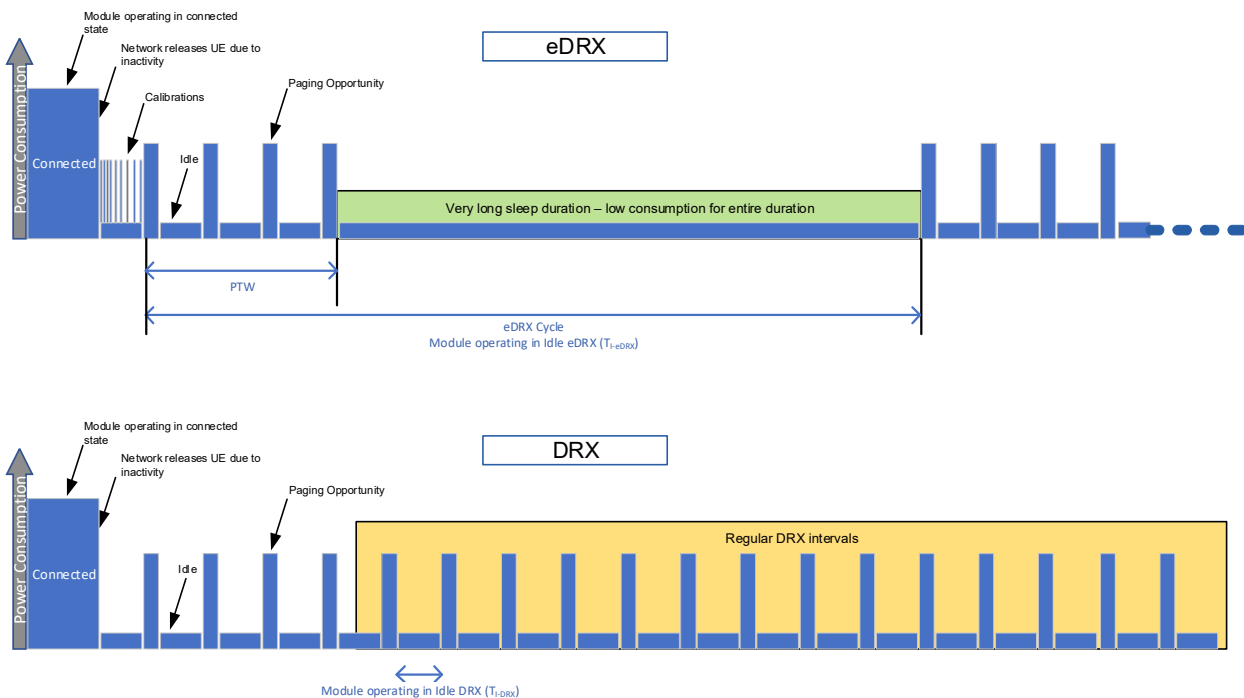 Module operating in connected
state
eDRX
Network releases UE due to
inactivity
Paging Opportunity
Calibrations
Power Consumption
Connected
Idle
Very long sleep duration – low consumption for entire duration
PTW
eDRX Cycle
Module operating in Idle eDRX (TI-eDRX)
Module operating in connected
state
DRX
Network releases UE due to
inactivity
Paging Opportunity
Power Consumption
Regular DRX intervals
Connected
Idle
Module operating in Idle DRX (TI-DRX)